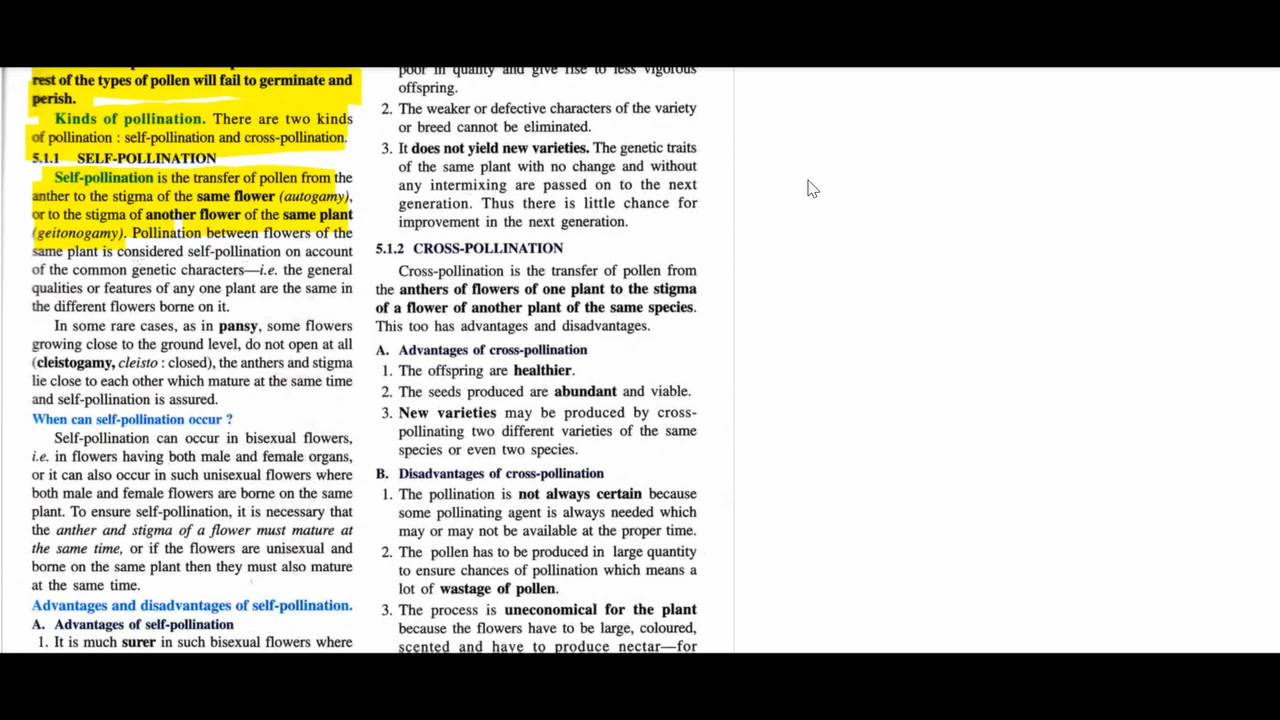 rest of the types of pollen will fail to germinate and
perish.
Kinds of pollination. There are two kinds
of pollination : self-pollination and cross-pollination.
5.1.1 SELF-POLLINATION
Self-pollination is the transfer of pollen from the
anther to the stigma of the same flower (autogamy),
or to the stigma of another flower of the same plant
(geitonogamy). Pollination between flowers of the
same plant is considered self-pollination on account
of the common genetic characters—i.e. the general
qualities or features of any one plant are the same in
the different flowers borne on it.
In some rare cases, as in pansy, some flowers
growing close to the ground level, do not open at all
(cleistogamy, cleisto : closed), the anthers and stigma
lie close to each other which mature at the same time
and self-pollination is assured.
When can self-pollination occur ?
Self-pollination can occur in bisexual flowers,
i.e. in flowers having both male and female organs,
or it can also occur in such unisexual flowers where
both male and female flowers are borne on the same
plant. To ensure self-pollination, it is necessary that
the anther and stigma of a flower must mature at
the same time, or if the flowers are unisexual and
borne on the same plant then they must also mature
at the same time.
Advantages and disadvantages of self-pollination.
A. Advantages of self-pollination
1. It is much surer in such bisexual flowers where
poor in quality and give rise to less vigorous
offspring.
2. The weaker or defective characters of the variety
or breed cannot be eliminated.
3. It does not yield new varieties. The genetic traits
of the same plant with no change and without
any intermixing are passed on to the next
generation. Thus there is little chance for
improvement in the next generation.
5.1.2 CROSS-POLLINATION
Cross-pollination is the transfer of pollen from
the anthers of flowers of one plant to the stigma
of a flower of another plant of the same species.
This too has advantages and disadvantages.
A. Advantages of cross-pollination
1. The offspring are healthier.
2. The seeds produced are abundant and viable.
3. New varieties may be produced by cross-
pollinating two different varieties of the same
species or even two species.
B. Disadvantages of cross-pollination
1. The pollination is not always certain because
some pollinating agent is always needed which
may or may not be available at the proper time.
2. The pollen has to be produced in large quantity
to ensure chances of pollination which means a
lot of wastage of pollen.
3. The process is uneconomical for the plant
because the flowers have to be large, coloured,
scented and have to produce nectar—for